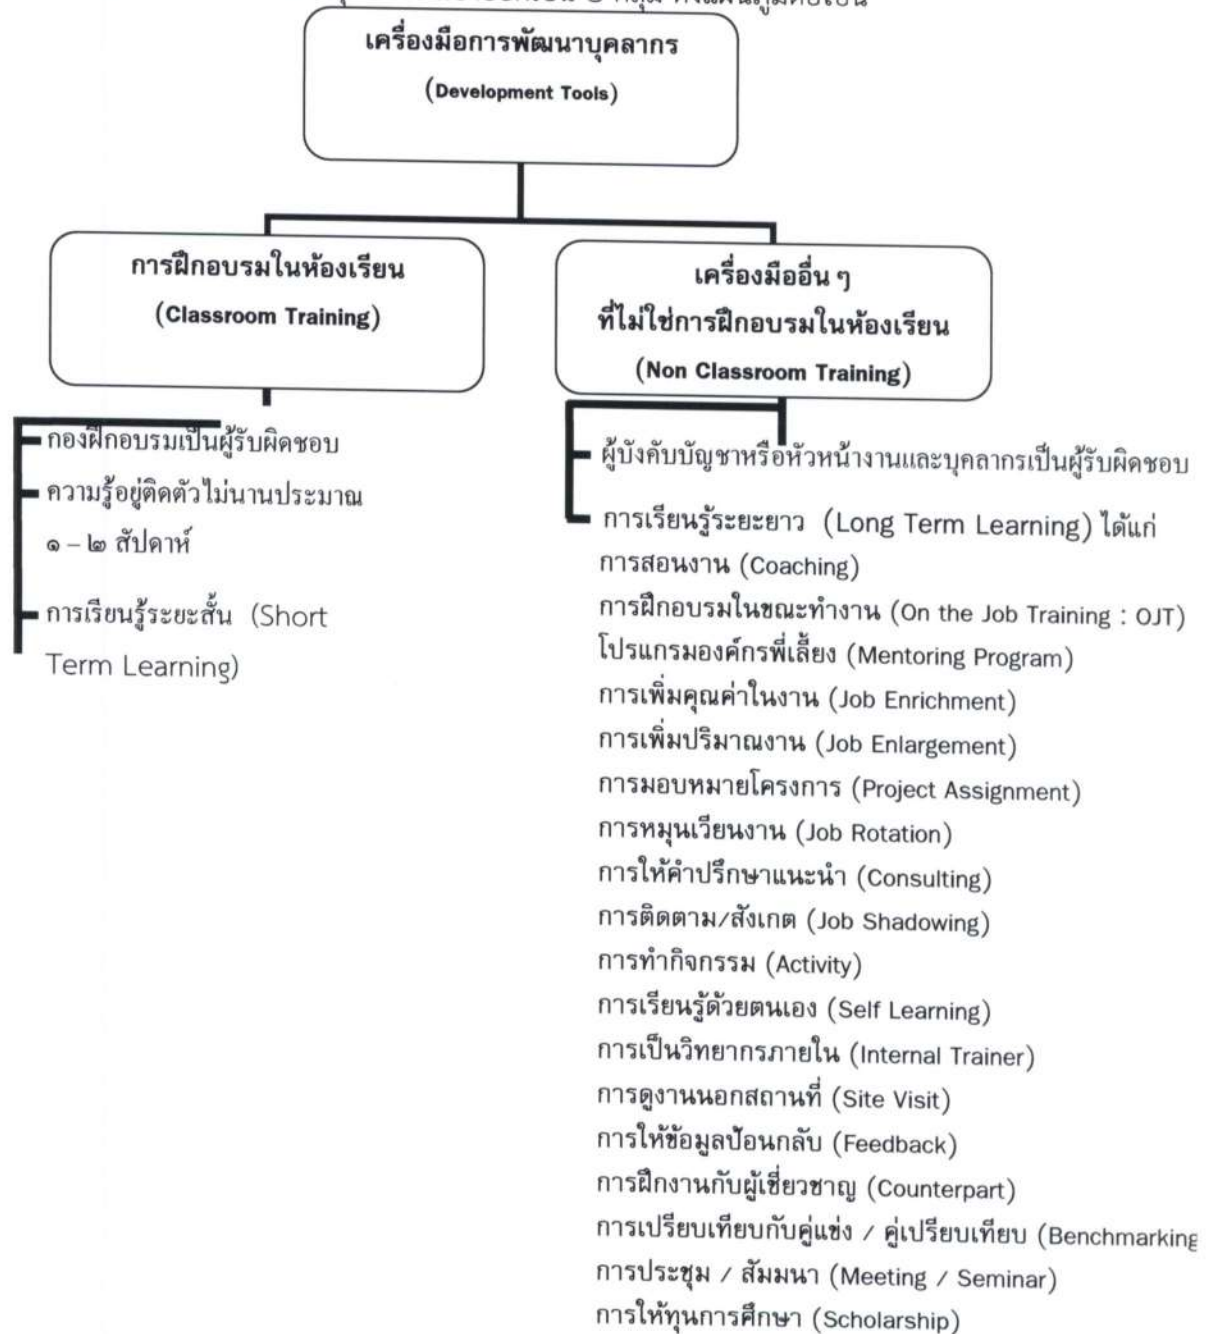 เครื่องมือการพัฒนาบุคลากร
(Development Tools)
การฝึกอบรมในห้องเรียน
(Classroom Training)
เครื่องมืออื่น ๆ
ที่ไม่ใช่การฝึกอบรมในห้องเรียน
(Non Classroom Training)
กองฝึกอบรมเป็นผู้รับผิดชอบ
ความรู้อยู่ติดตัวไม่นานประมาณ
๑ – ๒ สัปดาห์
การเรียนรู้ระยะสั้น (Short
Term Learning)
ผู้บังคับบัญชาหรือหัวหน้างานและบุคลากรเป็นผู้รับผิดชอบ
การเรียนรู้ระยะยาว (Long Term Learning) ได้แก่
การสอนงาน (Coaching)
การฝึกอบรมในขณะทำงาน (On the Job Training : OJT)
โปรแกรมองค์กรพี่เลี้ยง (Mentoring Program)
การเพิ่มคุณค่าในงาน (Job Enrichment)
การเพิ่มปริมาณงาน (Job Enlargement)
การมอบหมายโครงการ (Project Assignment)
การหมุนเวียนงาน (Job Rotation)
การให้คำปรึกษาแนะนำ (Consulting)
การติดตาม/สังเกต (Job Shadowing)
การทำกิจกรรม (Activity)
การเรียนรู้ด้วยตนเอง (Self Learning)
การเป็นวิทยากรภายใน (Internal Trainer)
การดูงานนอกสถานที่ (Site Visit)
การให้ข้อมูลป้อนกลับ (Feedback)
การฝึกงานกับผู้เชี่ยวชาญ (Counterpart)
การเปรียบเทียบกับคู่แข่ง / คู่เปรียบเทียบ (Benchmarking
การประชุม / สัมมนา (Meeting / Seminar)
การให้ทุนการศึกษา (Scholarship)